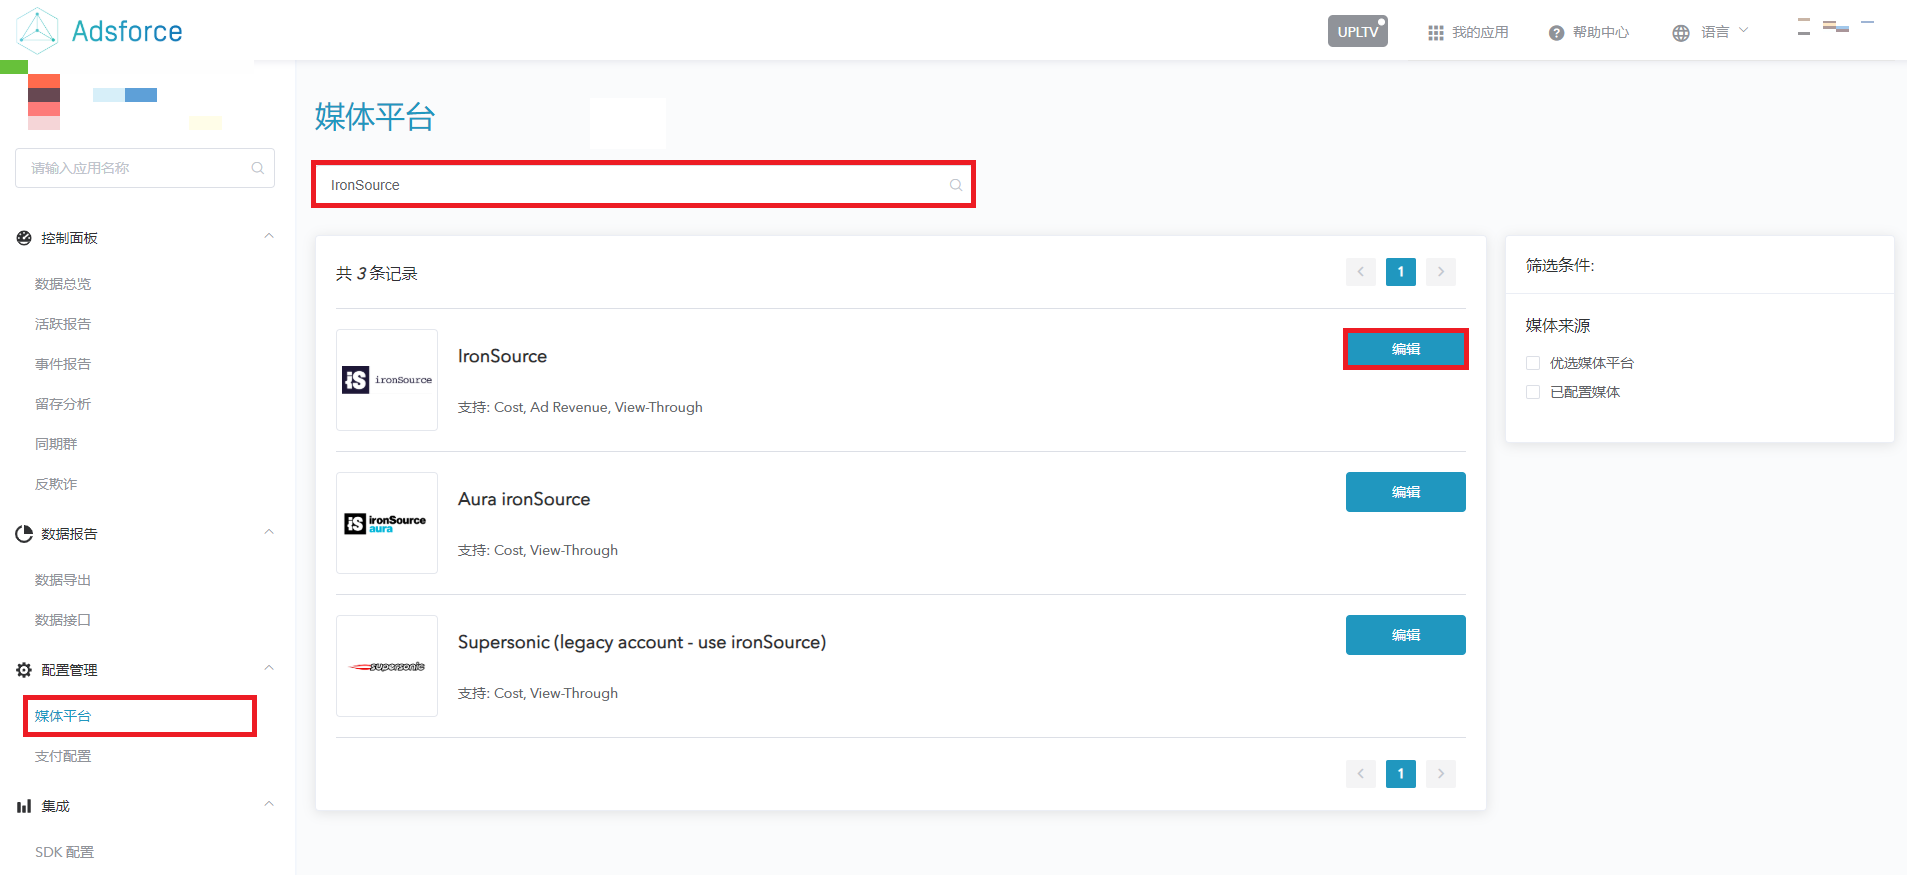 Adsforce
UPLTV
我的应用
帮助中心
语言
请输入应用名称
控制面板
数据总览
活跃报告
事件报告
留存分析
同期群
反欺诈
数据报告
数据导出
数据接口
配置管理
媒体平台
支付配置
集成
SDK 配置
媒体平台
IronSource
共 3 条记录
1
ironSource
IronSource
编辑
支持: Cost, Ad Revenue, View-Through
ironSource
aura
Aura ironSource
编辑
支持: Cost, View-Through
supersonic
Supersonic (legacy account - use ironSource)
编辑
支持: Cost, View-Through
1
筛选条件:
媒体来源
优选媒体平台
已配置媒体